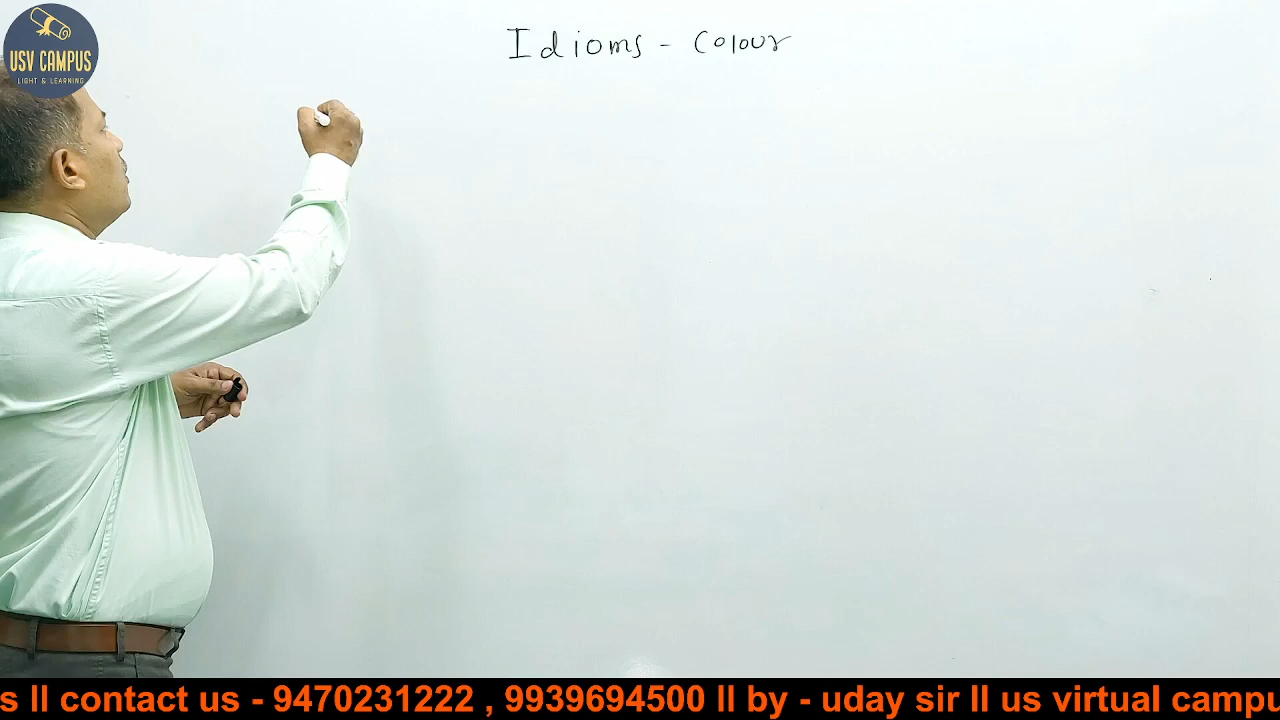 USV CAMPUS
LIGHT & LEARNING
Idioms - Colour
s ll contact us - 9470231222 , 9939694500 ll by - uday sir ll us virtual campu